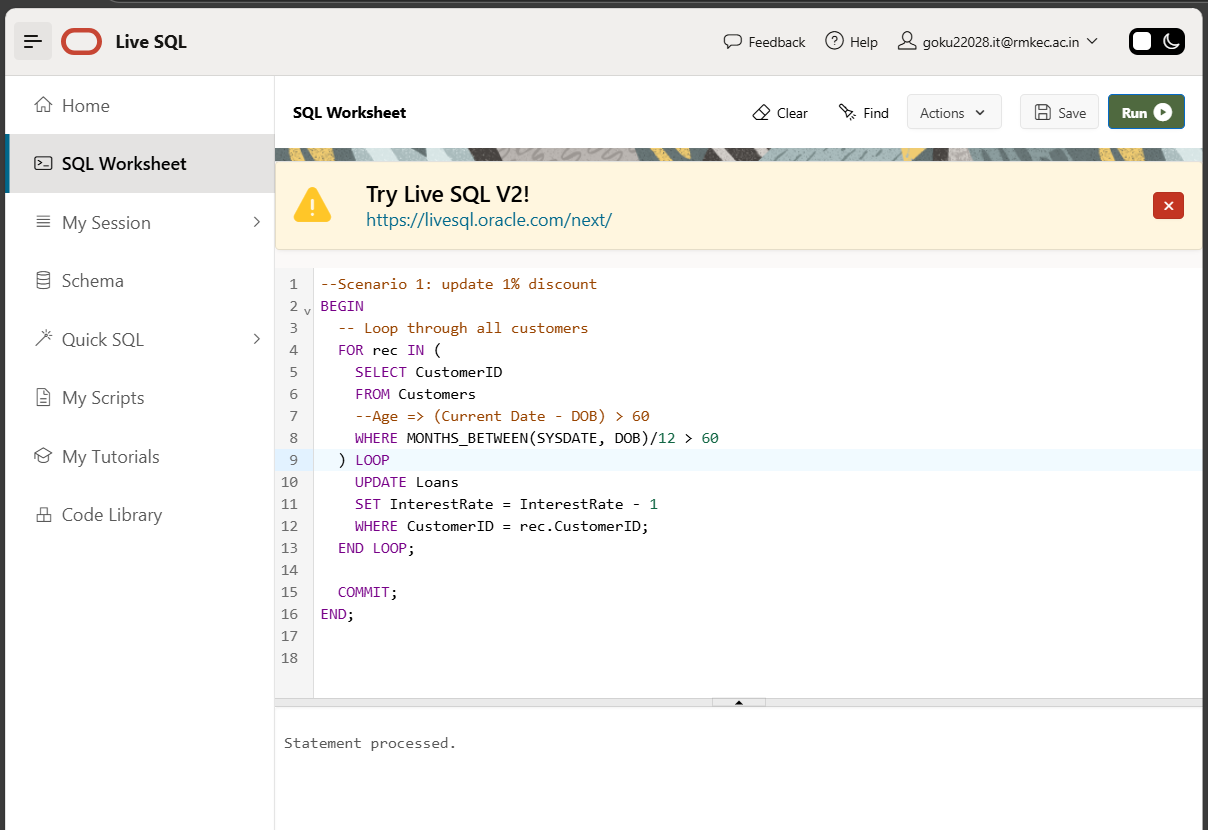 Live SQL
Feedback
Help
goku22028.it@rmkec.ac.in
Home
SQL Worksheet
My Session
Schema
Quick SQL
My Scripts
My Tutorials
Code Library
SQL Worksheet
Clear
Find
Actions
Save
Run
Try Live SQL V2!
https://livesql.oracle.com/next/
1 --Scenario 1: update 1% discount
2 BEGIN
3   -- Loop through all customers
4   FOR rec IN (
5     SELECT CustomerID
6     FROM Customers
7     --Age => (Current Date - DOB) > 60
8     WHERE MONTHS_BETWEEN(SYSDATE, DOB)/12 > 60
9   ) LOOP
10     UPDATE Loans
11     SET InterestRate = InterestRate - 1
12     WHERE CustomerID = rec.CustomerID;
13   END LOOP;
14
15   COMMIT;
16 END;
17
18
Statement processed.